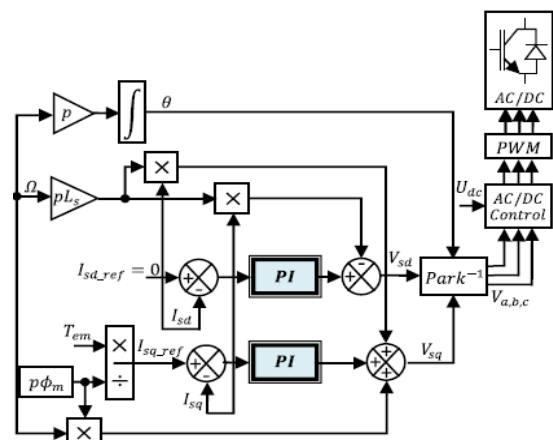 AC/DC
PWM
p
∫
θ
Ω
pL_s
×
×
U_dc
AC/DC
Control
I_sd_ref = 0
+
-
PI
-
+
V_sd
Park⁻¹
V_a,b,c
I_sd
T_em
×
÷
I_sq_ref
+
-
PI
+
+
+
V_sq
pϕ_m
I_sq
×